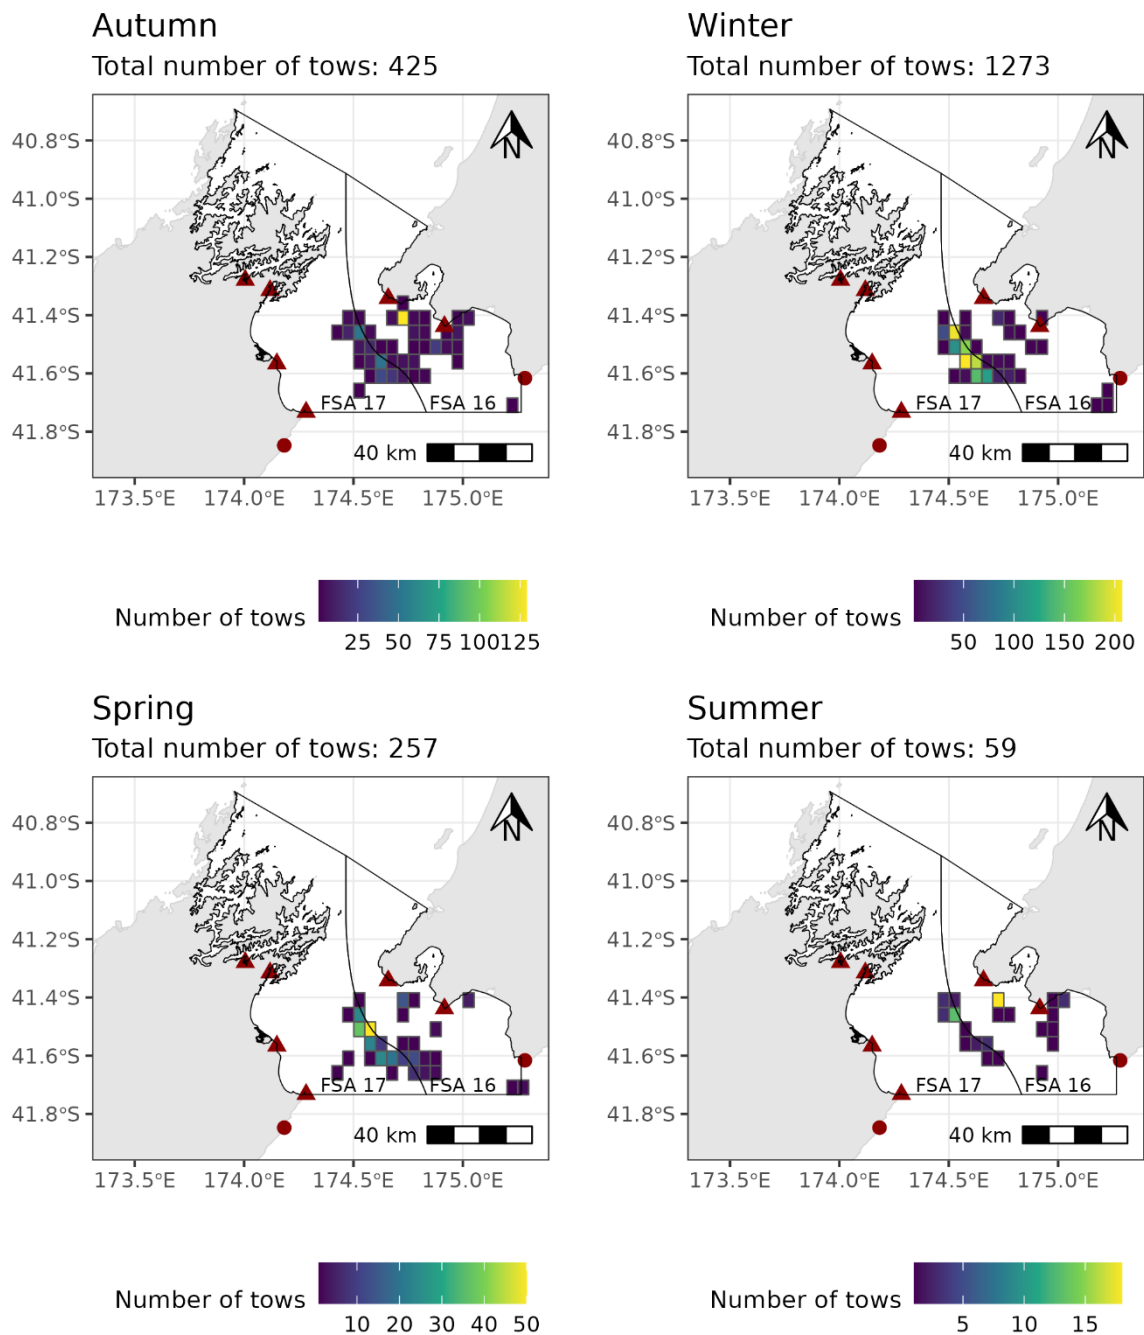 Autumn
Total number of tows: 425
N
40.8°S
41.0°S
41.2°S
41.4°S
41.6°S
41.8°S
FSA 17
FSA 16
40 km
173.5°E 174.0°E 174.5°E 175.0°E
Number of tows
25 50 75 100 125
Winter
Total number of tows: 1273
N
40.8°S
41.0°S
41.2°S
41.4°S
41.6°S
41.8°S
FSA 17
FSA 16
40 km
173.5°E 174.0°E 174.5°E 175.0°E
Number of tows
50 100 150 200
Spring
Total number of tows: 257
N
40.8°S
41.0°S
41.2°S
41.4°S
41.6°S
41.8°S
FSA 17
FSA 16
40 km
173.5°E 174.0°E 174.5°E 175.0°E
Number of tows
10 20 30 40 50
Summer
Total number of tows: 59
N
40.8°S
41.0°S
41.2°S
41.4°S
41.6°S
41.8°S
FSA 17
FSA 16
40 km
173.5°E 174.0°E 174.5°E 175.0°E
Number of tows
5 10 15